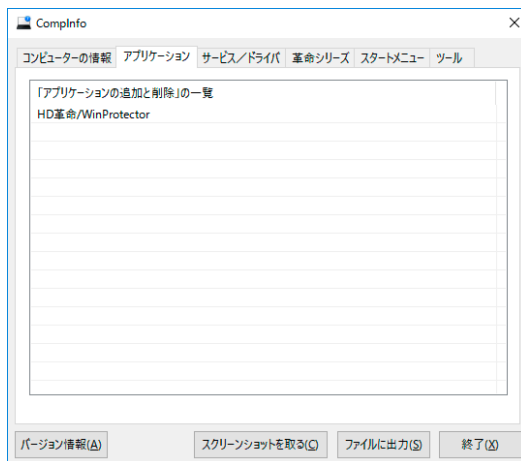 CompInfo
コンピューターの情報 アプリケーション サービス／ドライバ 革命シリーズ スタートメニュー ツール
「アプリケーションの追加と削除」の一覧
HD革命/WinProtector
バージョン情報(A) スクリーンショットを取る(C) ファイルに出力(S) 終了(X)